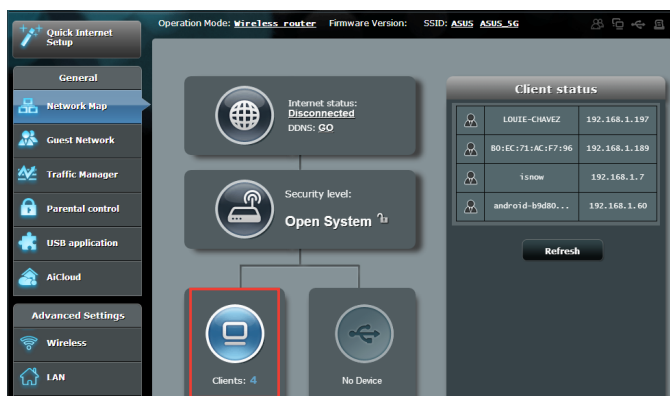 Quick Internet
Setup
Operation Mode: Wireless router Firmware Version: SSID: ASUS ASUS_5G
General
Network Map
Guest Network
Traffic Manager
Parental control
USB application
AiCloud
Advanced Settings
Wireless
LAN
Internet status:
Disconnected
DDNS: GO
Security level:
Open System
Clients: 4
No Device
Client status
LOUIE-CHAVEZ 192.168.1.197
80:EC:71:AC:F7:96 192.168.1.189
isnow 192.168.1.7
android-b9d80... 192.168.1.60
Refresh